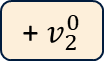 + v₂⁰